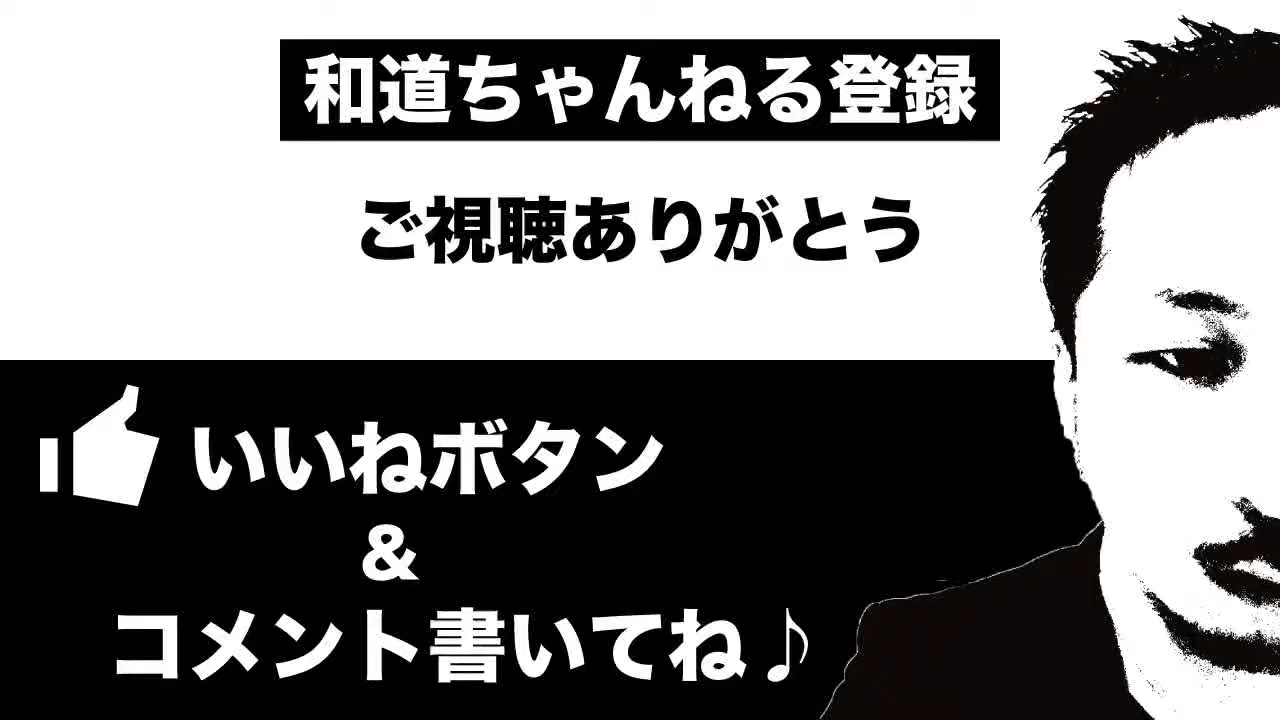 和道ちゃんねる登録
ご視聴ありがとう
いいねボタン
&
コメント書いてね♪